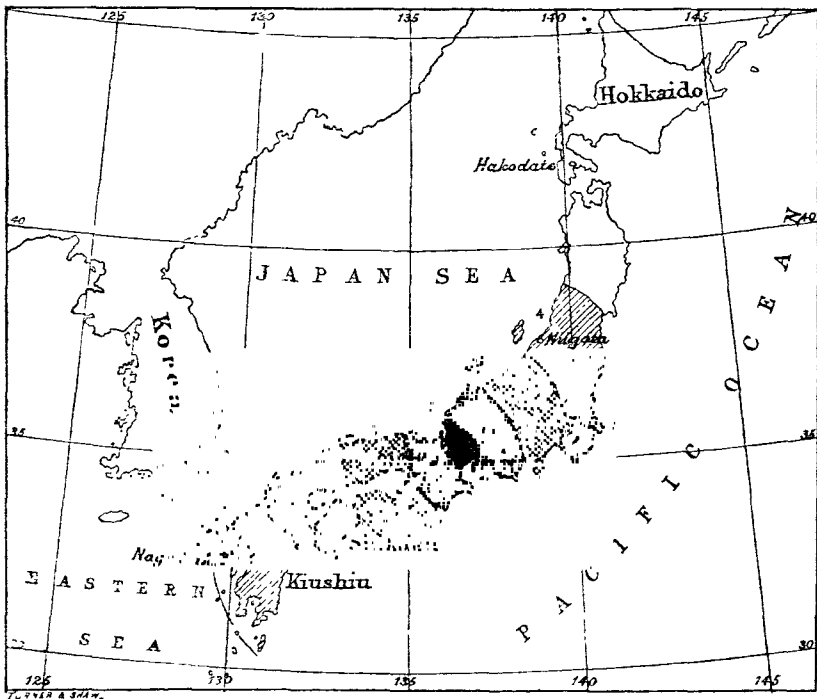 125 130 135 140 145
Hokkaido
Hakodate
40 40
JAPAN SEA
4
Niigata
Korea
OCEAN
35 35
PACIFIC
EASTERN
SEA
Kiushiu
30
125 130 135 140 145